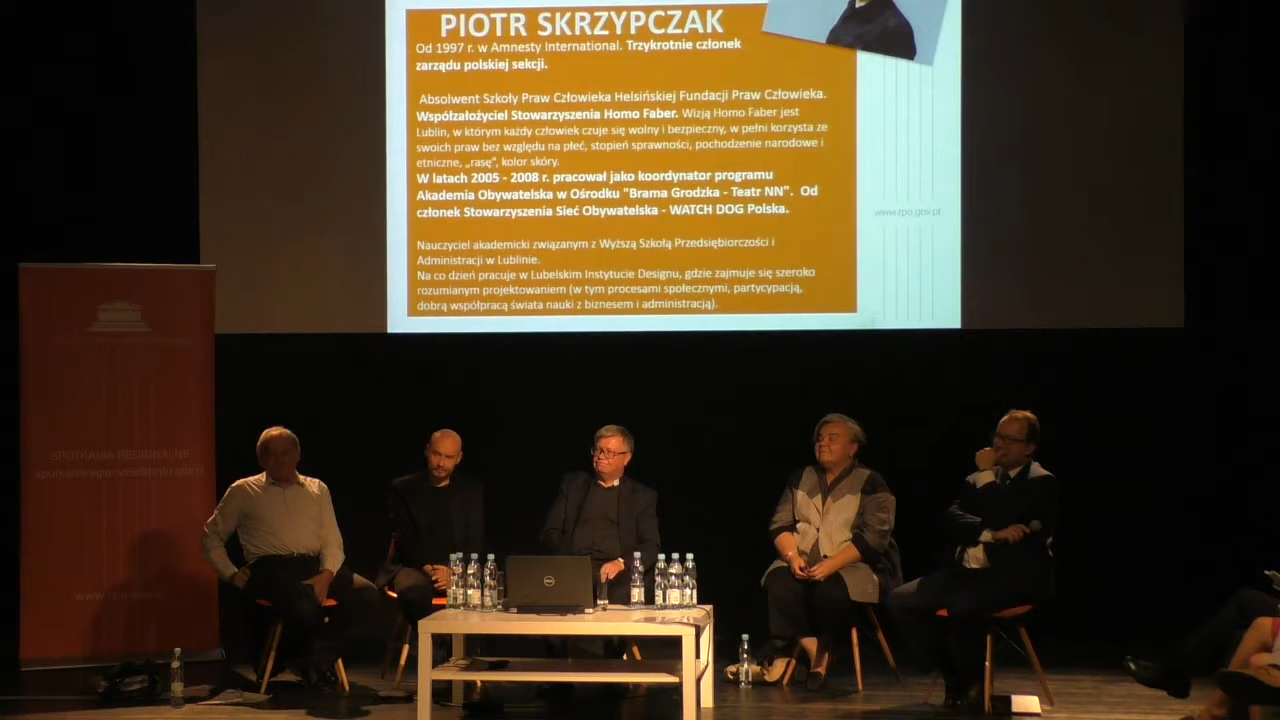 PIOTR SKRZYPCZAK
Od 1997 r. w Amnesty International. Trzykrotnie członek
zarządu polskiej sekcji.
Absolwent Szkoły Praw Człowieka Helsińskiej Fundacji Praw Człowieka.
Współzałożyciel Stowarzyszenia Homo Faber. Wizją Homo Faber jest
Lublin, w którym każdy człowiek czuje się wolny i bezpieczny, w pełni korzysta ze
swoich praw bez względu na płeć, stopień sprawności, pochodzenie narodowe i
etniczne, „rasę”, kolor skóry.
W latach 2005 - 2008 r. pracował jako koordynator programu
Akademia Obywatelska w Ośrodku "Brama Grodzka - Teatr NN". Od
członek Stowarzyszenia Sieć Obywatelska - WATCH DOG Polska.
Nauczyciel akademicki związanym z Wyższą Szkołą Przedsiębiorczości i
Administracji w Lublinie.
Na co dzień pracuje w Lubelskim Instytucie Designu, gdzie zajmuje się szeroko
rozumianym projektowaniem (w tym procesami społecznymi, partycypacją,
dobrą współpracą świata nauki z biznesem i administracją).
www.rpo.gov.pl
SPOTKANIA REGIONALNE
DELL